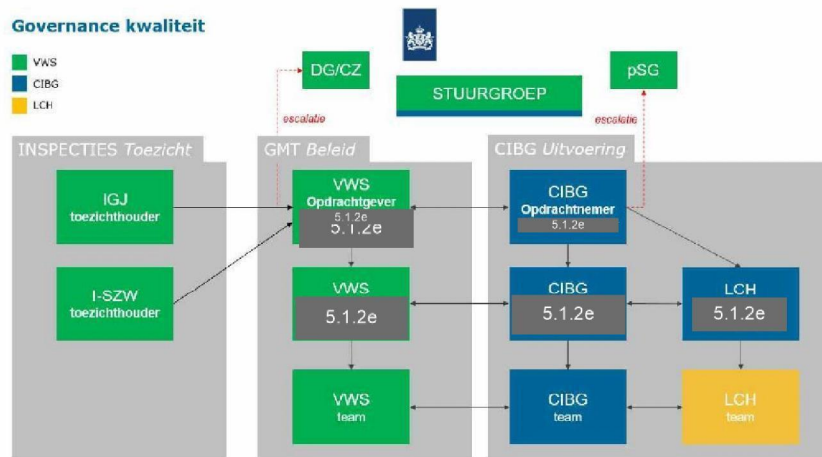 Governance kwaliteit
VWS
CIBG
LCH
DG/CZ
STUURGROEP
pSG
escalatie
escalatie
INSPECTIES Toezicht
GMT Beleid
CIBG Uitvoering
IGJ
toezichthouder
VWS
Opdrachtgever
5.1.2e
5.1.2e
CIBG
Opdrachtnemer
5.1.2e
I-SZW
toezichthouder
VWS
5.1.2e
CIBG
5.1.2e
LCH
5.1.2e
VWS
team
CIBG
team
LCH
team